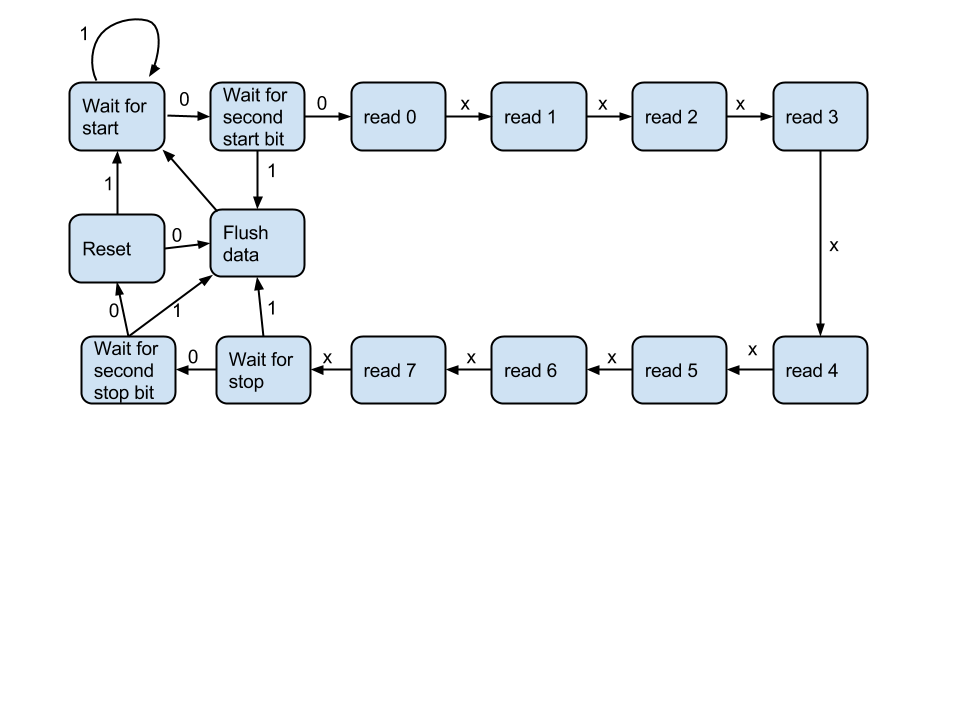 1
Wait for
start
0
Wait for
second
start bit
0
read 0
x
read 1
x
read 2
x
read 3
1
1
x
Reset
0
Flush
data
0
1
1
Wait for
second
stop bit
0
Wait for
stop
x
read 7
x
read 6
x
read 5
x
read 4